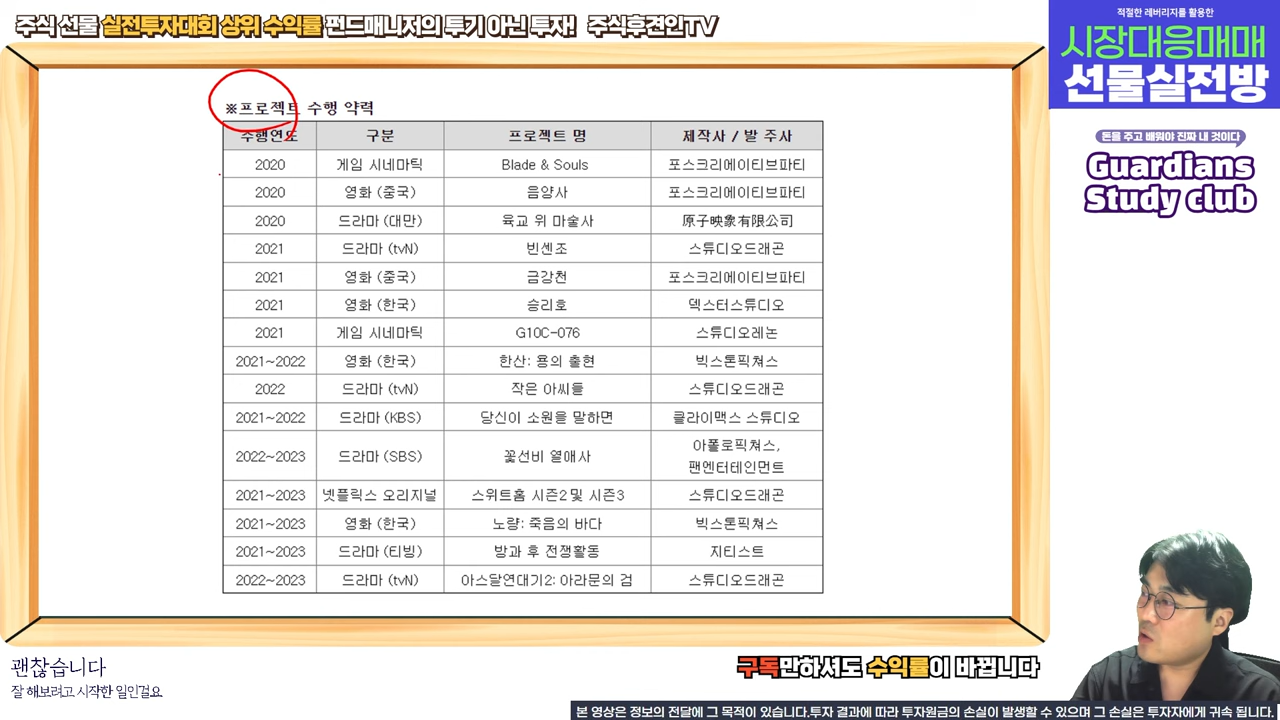 주식 선물 실전투자대회 상위 수익률 펀드매니저의 투기 아닌 투자! 주식후견인TV
적절한 레버리지를 활용한
시장대응매매
선물실전방
돈을 주고 배워야 진짜 내 것이다
Guardians
Study club
※프로젝트 수행 약력
수행연도 구분 프로젝트 명 제작사 / 발 주사
2020 게임 시네마틱 Blade & Souls 포스크리에이티브파티
2020 영화 (중국) 음양사 포스크리에이티브파티
2020 드라마 (대만) 육교 위 마술사 原子映象有限公司
2021 드라마 (tvN) 빈센조 스튜디오드래곤
2021 영화 (중국) 금강천 포스크리에이티브파티
2021 영화 (한국) 승리호 덱스터스튜디오
2021 게임 시네마틱 G10C-076 스튜디오레논
2021~2022 영화 (한국) 한산: 용의 출현 빅스톤픽쳐스
2022 드라마 (tvN) 작은 아씨들 스튜디오드래곤
2021~2022 드라마 (KBS) 당신이 소원을 말하면 클라이맥스 스튜디오
2022~2023 드라마 (SBS) 꽃선비 열애사 아폴로픽쳐스,
팬엔터테인먼트
2021~2023 넷플릭스 오리지널 스위트홈 시즌2 및 시즌3 스튜디오드래곤
2021~2023 영화 (한국) 노량: 죽음의 바다 빅스톤픽쳐스
2021~2023 드라마 (티빙) 방과 후 전쟁활동 지티스트
2022~2023 드라마 (tvN) 아스달연대기2: 아라문의 검 스튜디오드래곤
괜찮습니다
잘 해보려고 시작한 일인걸요
구독만하셔도 수익률이 바뀝니다
본 영상은 정보의 전달에 그 목적이 있습니다.투자 결과에 따라 투자원금의 손실이 발생할 수 있으며 그 손실은 투자자에게 귀속 됩니다.